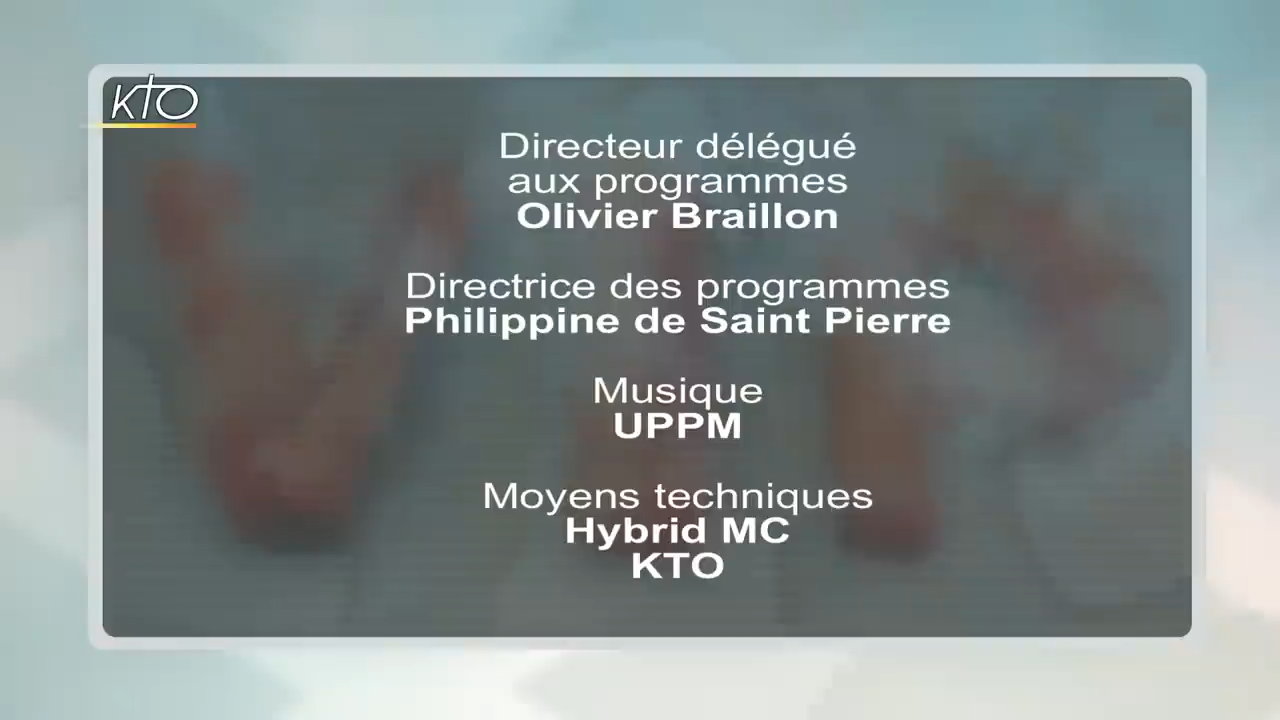 KTO
Directeur délégué
aux programmes
Olivier Braillon
Directrice des programmes
Philippine de Saint Pierre
Musique
UPPM
Moyens techniques
Hybrid MC
KTO